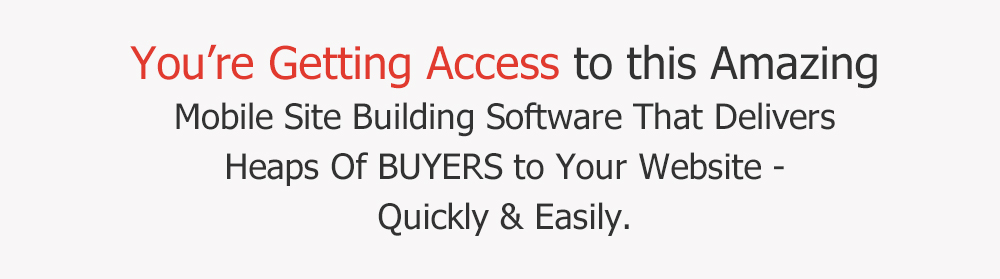 You’re Getting Access to this Amazing
Mobile Site Building Software That Delivers
Heaps Of BUYERS to Your Website -
Quickly & Easily.